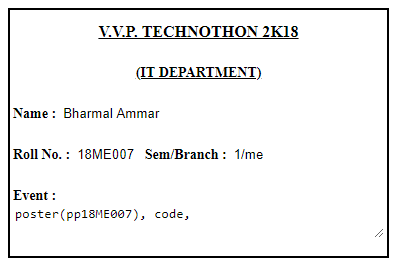 V.V.P. TECHNOTHON 2K18
(IT DEPARTMENT)
Name : Bharmal Ammar
Roll No. : 18ME007 Sem/Branch : 1/me
Event :
poster(pp18ME007), code,